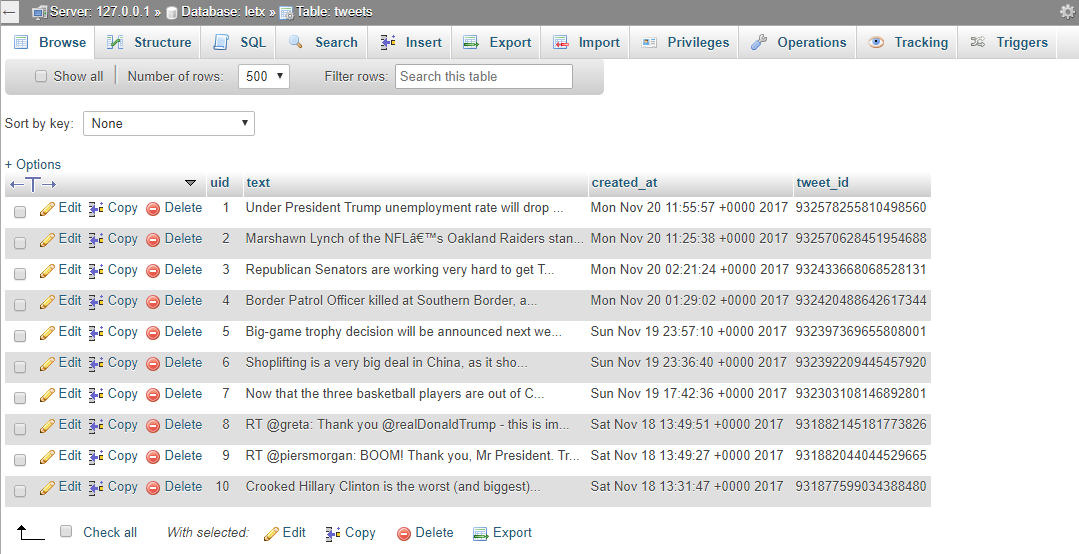 Server: 127.0.0.1 » Database: letx » Table: tweets
Browse Structure SQL Search Insert Export Import Privileges Operations Tracking Triggers
Show all Number of rows: 500 Filter rows: Search this table
Sort by key: None
+ Options
uid text created_at tweet_id
Edit Copy Delete 1 Under President Trump unemployment rate will drop ... Mon Nov 20 11:55:57 +0000 2017 932578255810498560
Edit Copy Delete 2 Marshawn Lynch of the NFLâ€™s Oakland Raiders stan... Mon Nov 20 11:25:38 +0000 2017 932570628451954688
Edit Copy Delete 3 Republican Senators are working very hard to get T... Mon Nov 20 02:21:24 +0000 2017 932433668068528131
Edit Copy Delete 4 Border Patrol Officer killed at Southern Border, a... Mon Nov 20 01:29:02 +0000 2017 932420488642617344
Edit Copy Delete 5 Big-game trophy decision will be announced next we... Sun Nov 19 23:57:10 +0000 2017 932397369655808001
Edit Copy Delete 6 Shoplifting is a very big deal in China, as it sho... Sun Nov 19 23:36:40 +0000 2017 932392209445457920
Edit Copy Delete 7 Now that the three basketball players are out of C... Sun Nov 19 17:42:36 +0000 2017 932303108146892801
Edit Copy Delete 8 RT @greta: Thank you @realDonaldTrump - this is im... Sat Nov 18 13:49:51 +0000 2017 931882145181773826
Edit Copy Delete 9 RT @piersmorgan: BOOM! Thank you, Mr President. Tr... Sat Nov 18 13:49:27 +0000 2017 931882044044529665
Edit Copy Delete 10 Crooked Hillary Clinton is the worst (and biggest)... Sat Nov 18 13:31:47 +0000 2017 931877599034388480
Check all With selected: Edit Copy Delete Export